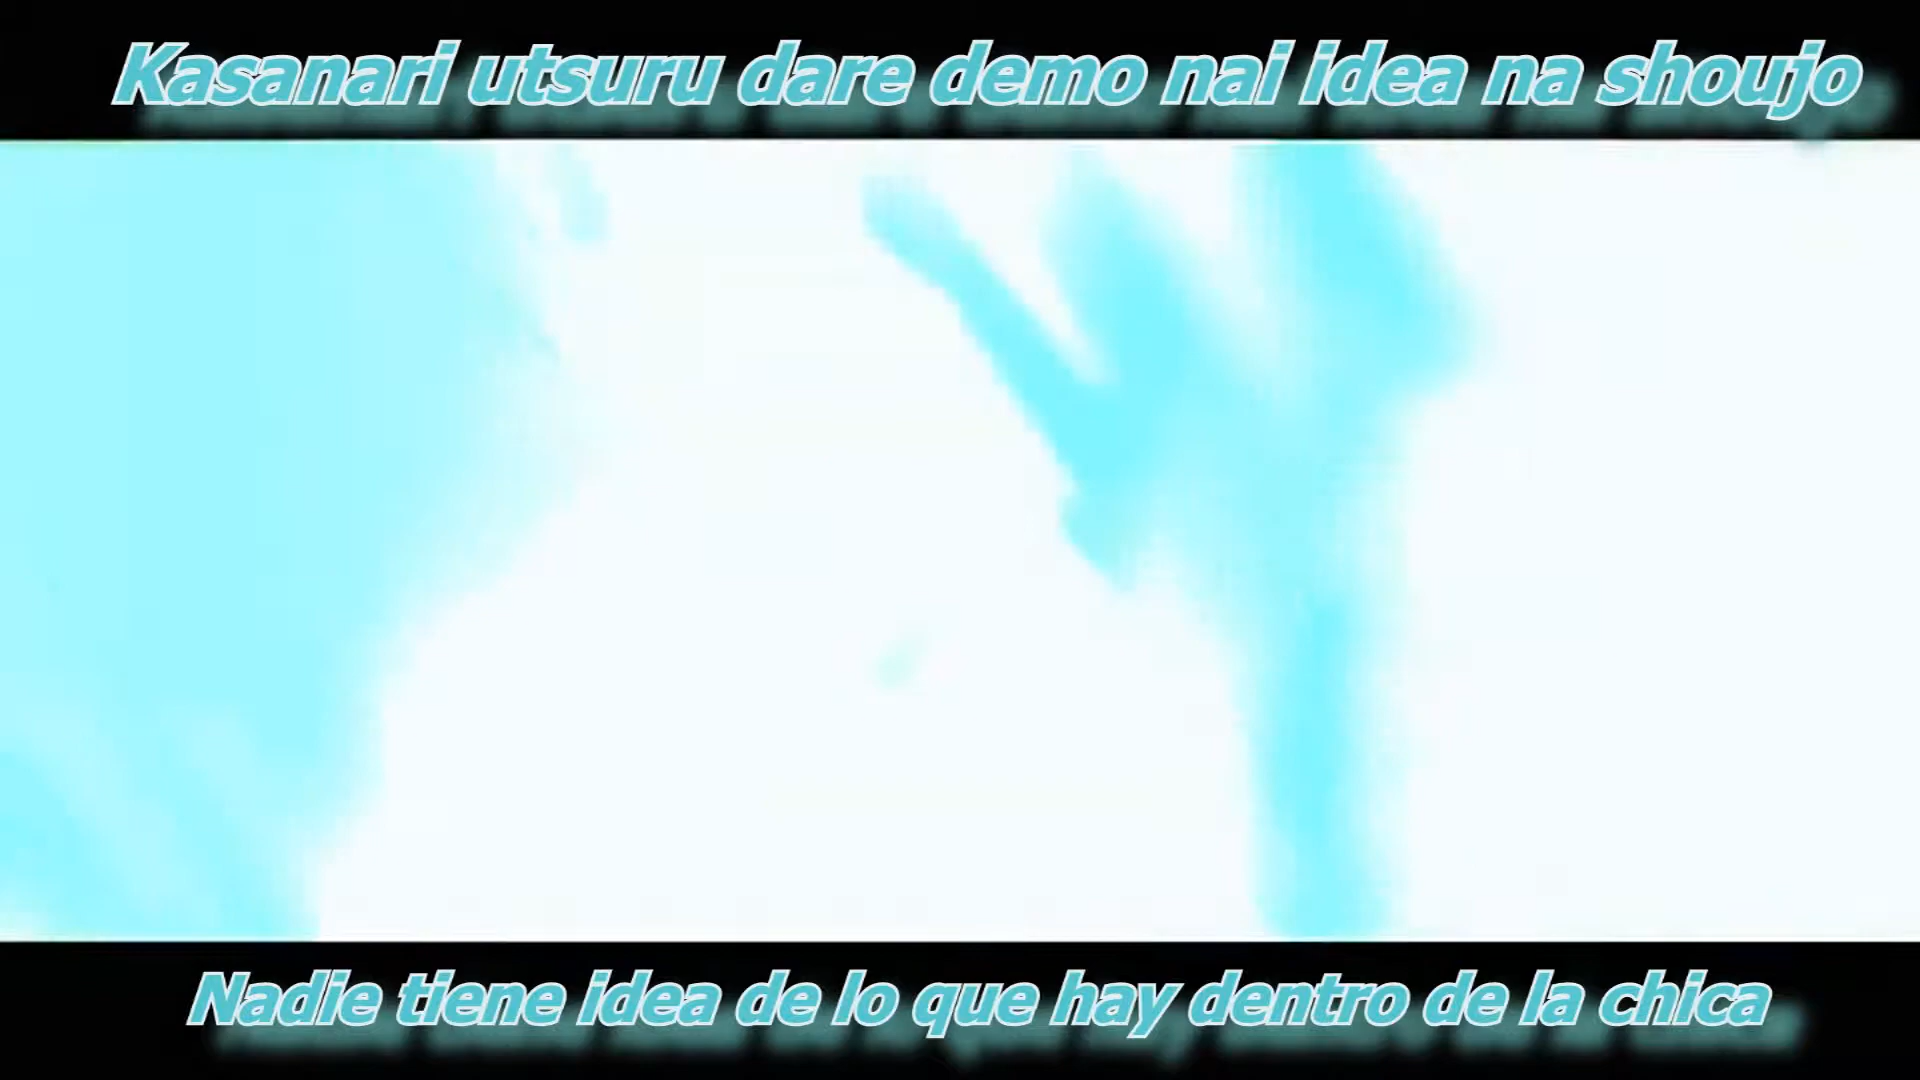 Kasanari utsuru dare demo nai idea na shoujo
Nadie tiene idea de lo que hay dentro de la chica